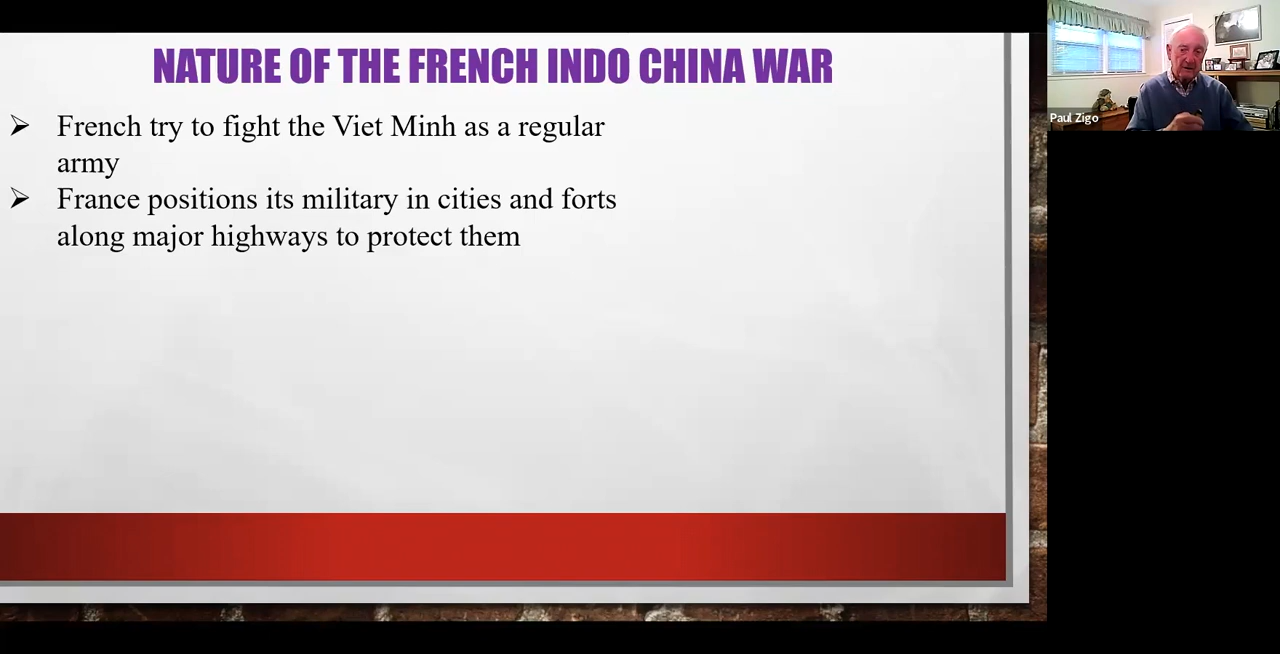 NATURE OF THE FRENCH INDO CHINA WAR
➢ French try to fight the Viet Minh as a regular
army
➢ France positions its military in cities and forts
along major highways to protect them
Paul Zigo